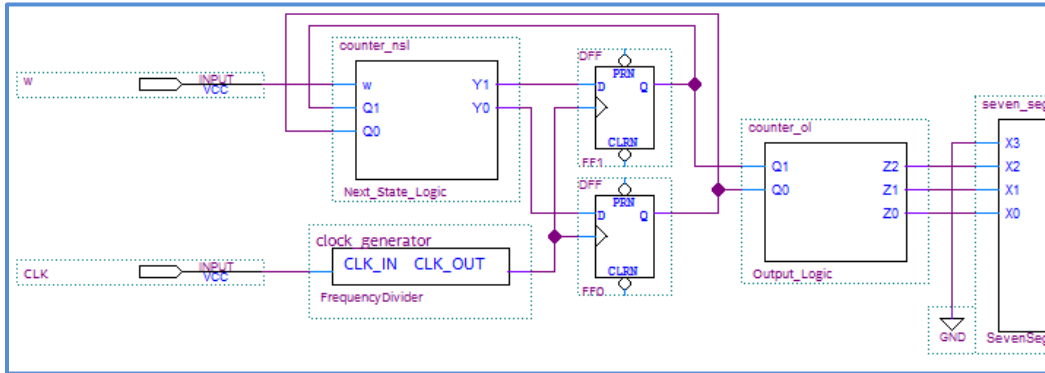 counter_nsl
w
INPUT
VCC
w
Q1
Q0
Y1
Y0
Next_State_Logic
DFF
PRN
D
Q
CLRN
FF1
DFF
PRN
D
Q
CLRN
FF0
CLK
INPUT
VCC
clock_generator
CLK_IN CLK_OUT
FrequencyDivider
counter_ol
Q1
Q0
Z2
Z1
Z0
Output_Logic
seven_seg
X3
X2
X1
X0
GND
SevenSeg